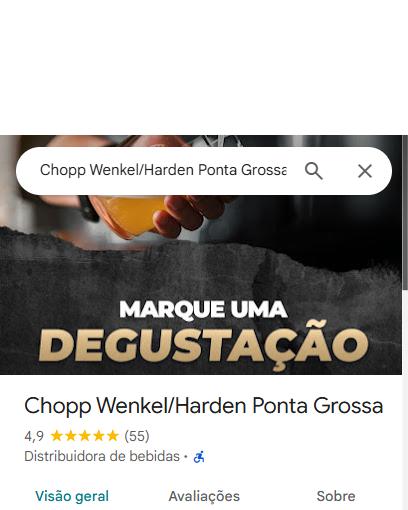 Chopp Wenkel/Harden Ponta Grossa
MARQUE UMA
DEGUSTAÇÃO
Chopp Wenkel/Harden Ponta Grossa
4,9 ★★★★★ (55)
Distribuidora de bebidas ·
Visão geral Avaliações Sobre